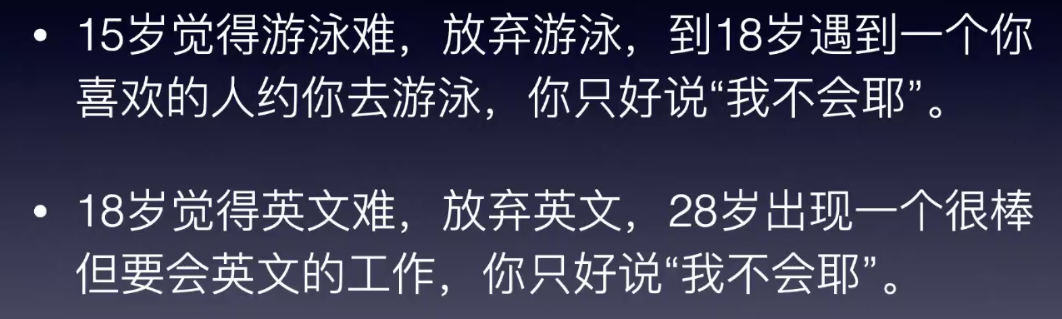 • 15岁觉得游泳难，放弃游泳，到18岁遇到一个你
喜欢的人约你去游泳，你只好说“我不会耶”。
• 18岁觉得英文难，放弃英文，28岁出现一个很棒
但要会英文的工作，你只好说“我不会耶”。